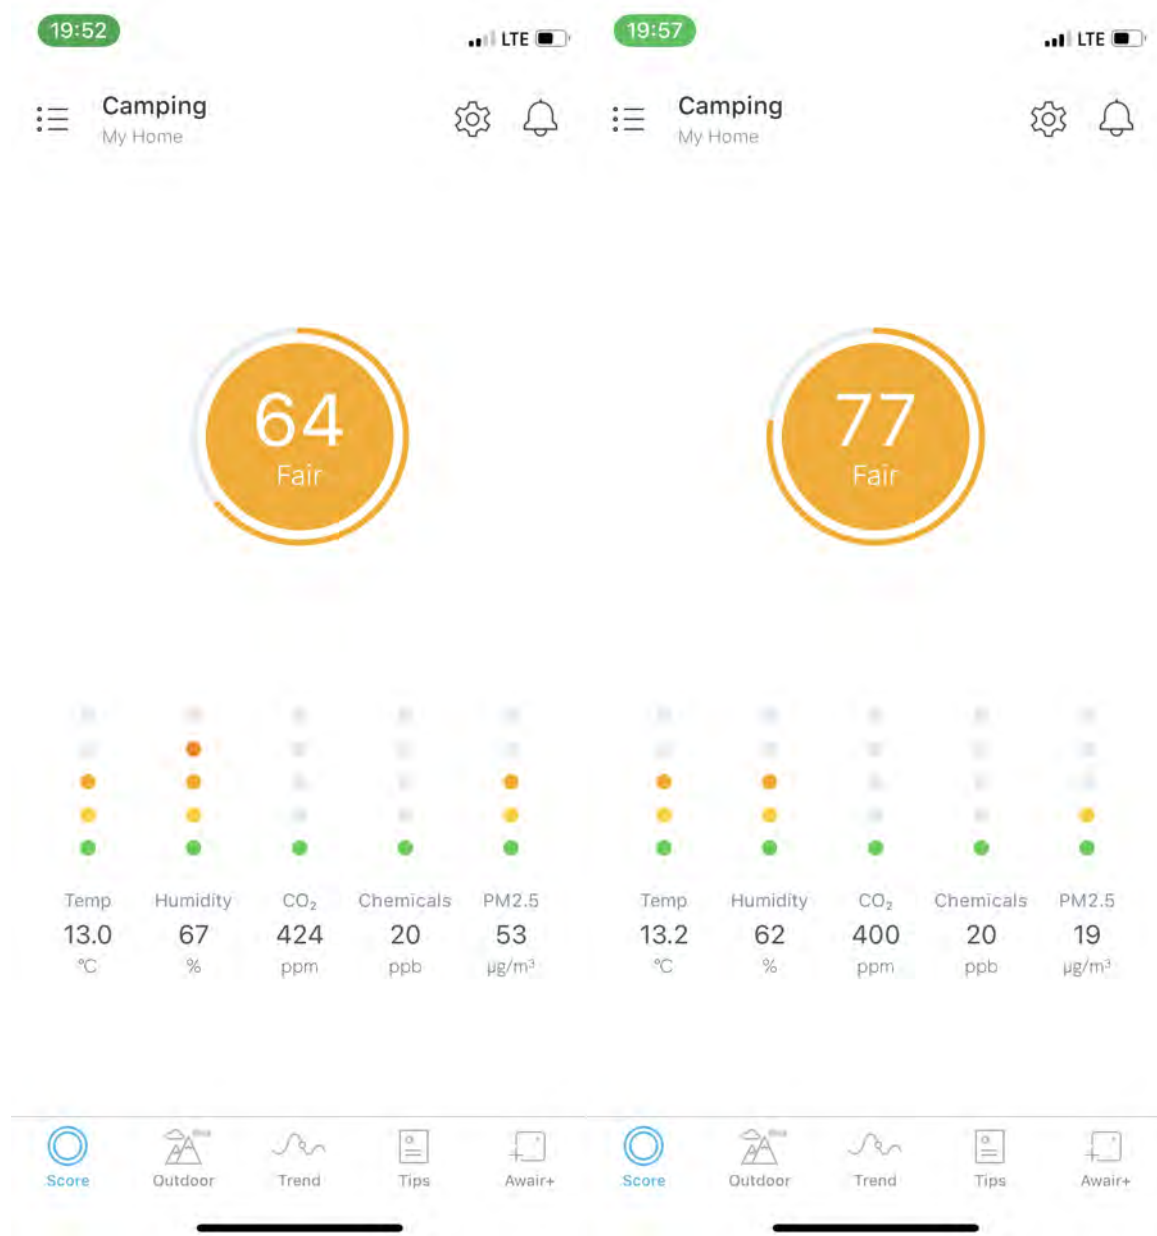 19:52
LTE
Camping
My Home
64
Fair
Temp Humidity CO₂ Chemicals PM2.5
13.0 67 424 20 53
°C % ppm ppb µg/m³
Score Outdoor Trend Tips Awair+
19:57
LTE
Camping
My Home
77
Fair
Temp Humidity CO₂ Chemicals PM2.5
13.2 62 400 20 19
°C % ppm ppb µg/m³
Score Outdoor Trend Tips Awair+